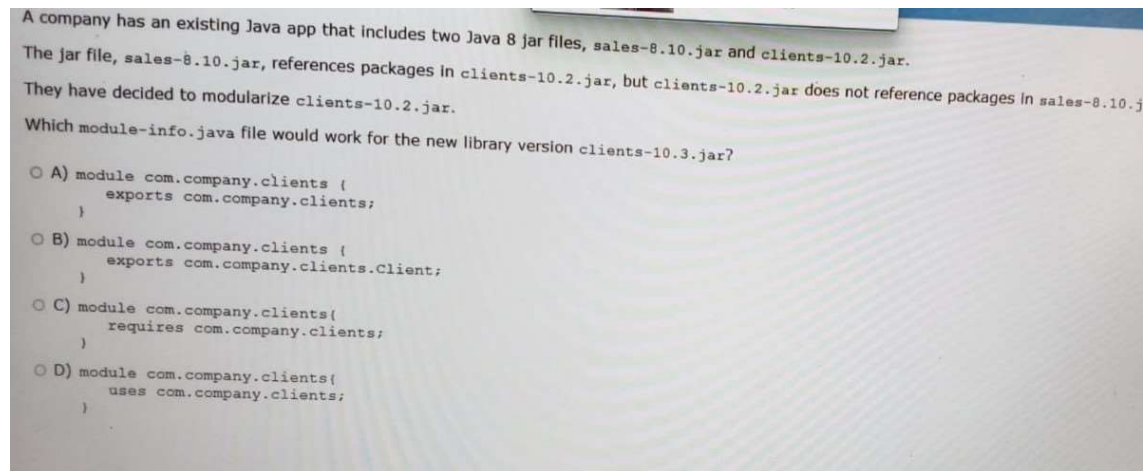 A company has an existing Java app that includes two Java 8 jar files, sales-8.10.jar and clients-10.2.jar.
The jar file, sales-8.10.jar, references packages in clients-10.2.jar, but clients-10.2.jar does not reference packages in sales-8.10.j
They have decided to modularize clients-10.2.jar.
Which module-info.java file would work for the new library version clients-10.3.jar?
A) module com.company.clients {
exports com.company.clients;
}
B) module com.company.clients {
exports com.company.clients.Client;
}
C) module com.company.clients{
requires com.company.clients;
}
D) module com.company.clients{
uses com.company.clients;
}